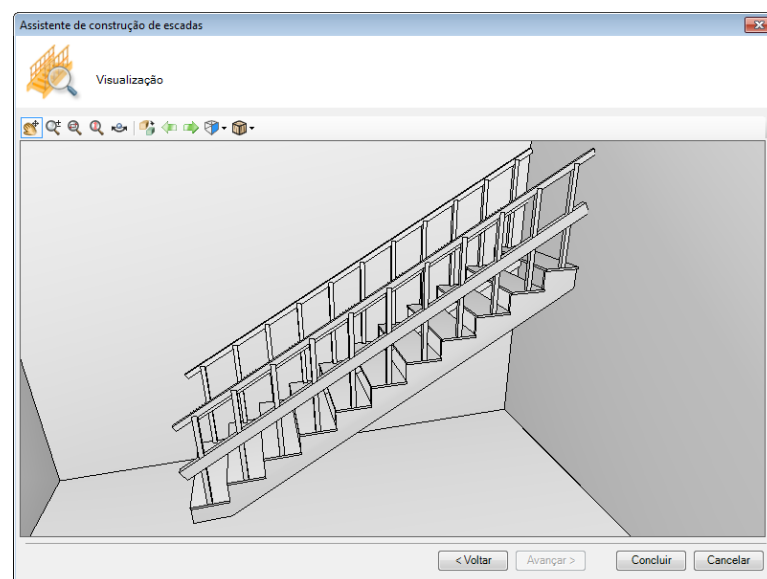 Assistente de construção de escadas
Visualização
< Voltar
Avançar >
Concluir
Cancelar